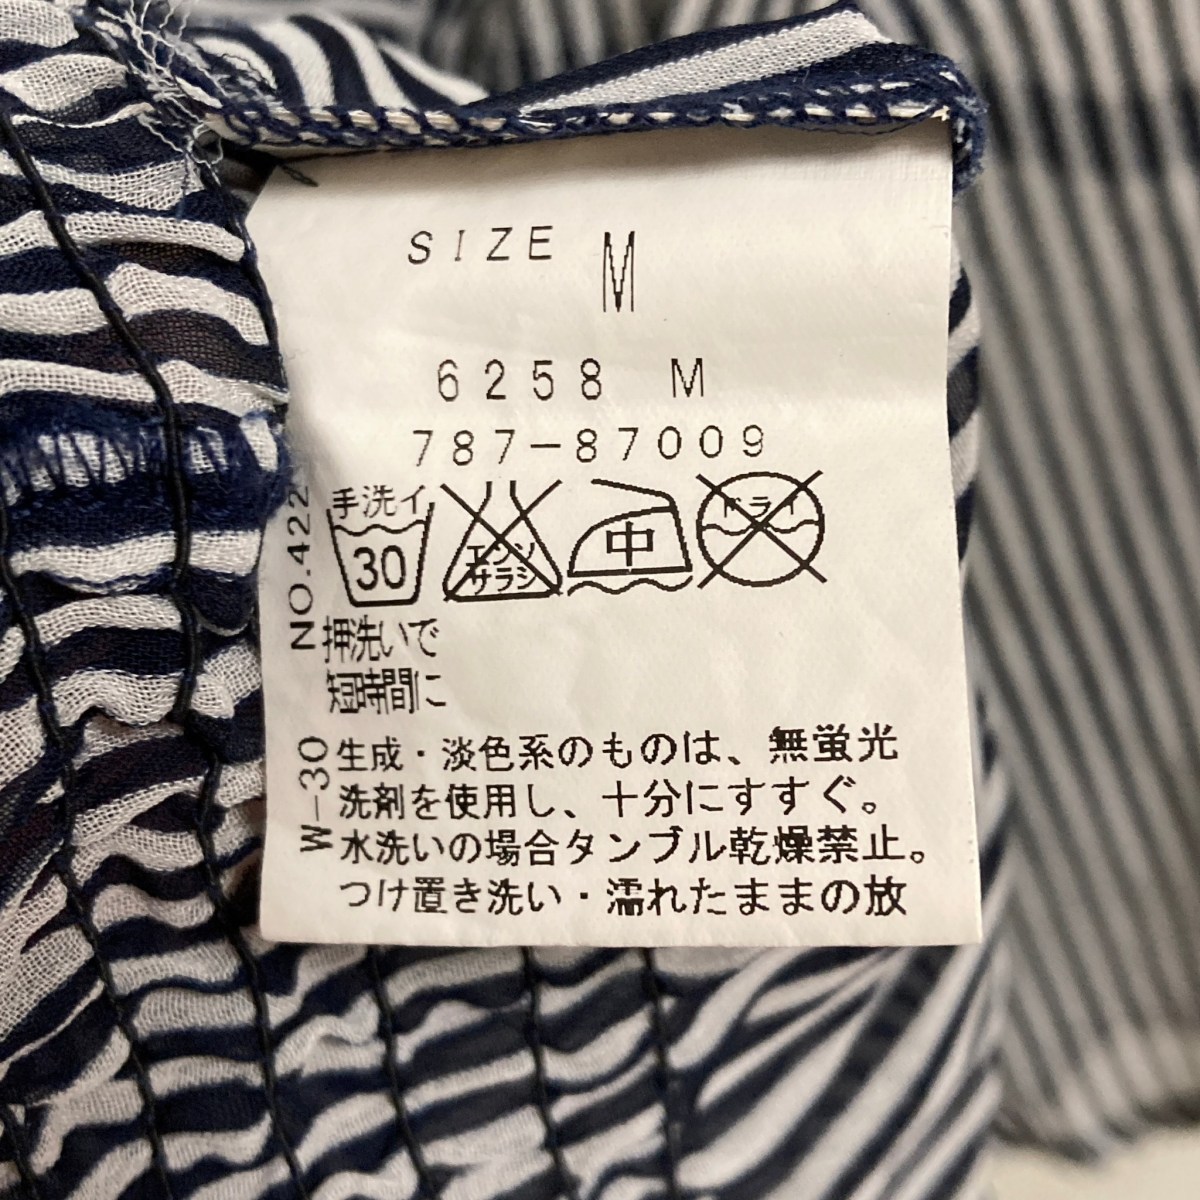 SIZE M
6258 M
787-87009
手洗イ
30
エンソ
サラシ
中
ドライ
押洗いで
短時間に
生成・淡色系のものは、無蛍光
洗剤を使用し、十分にすすぐ。
水洗いの場合タンブル乾燥禁止。
つけ置き洗い・濡れたままの放
NO.422
W-30